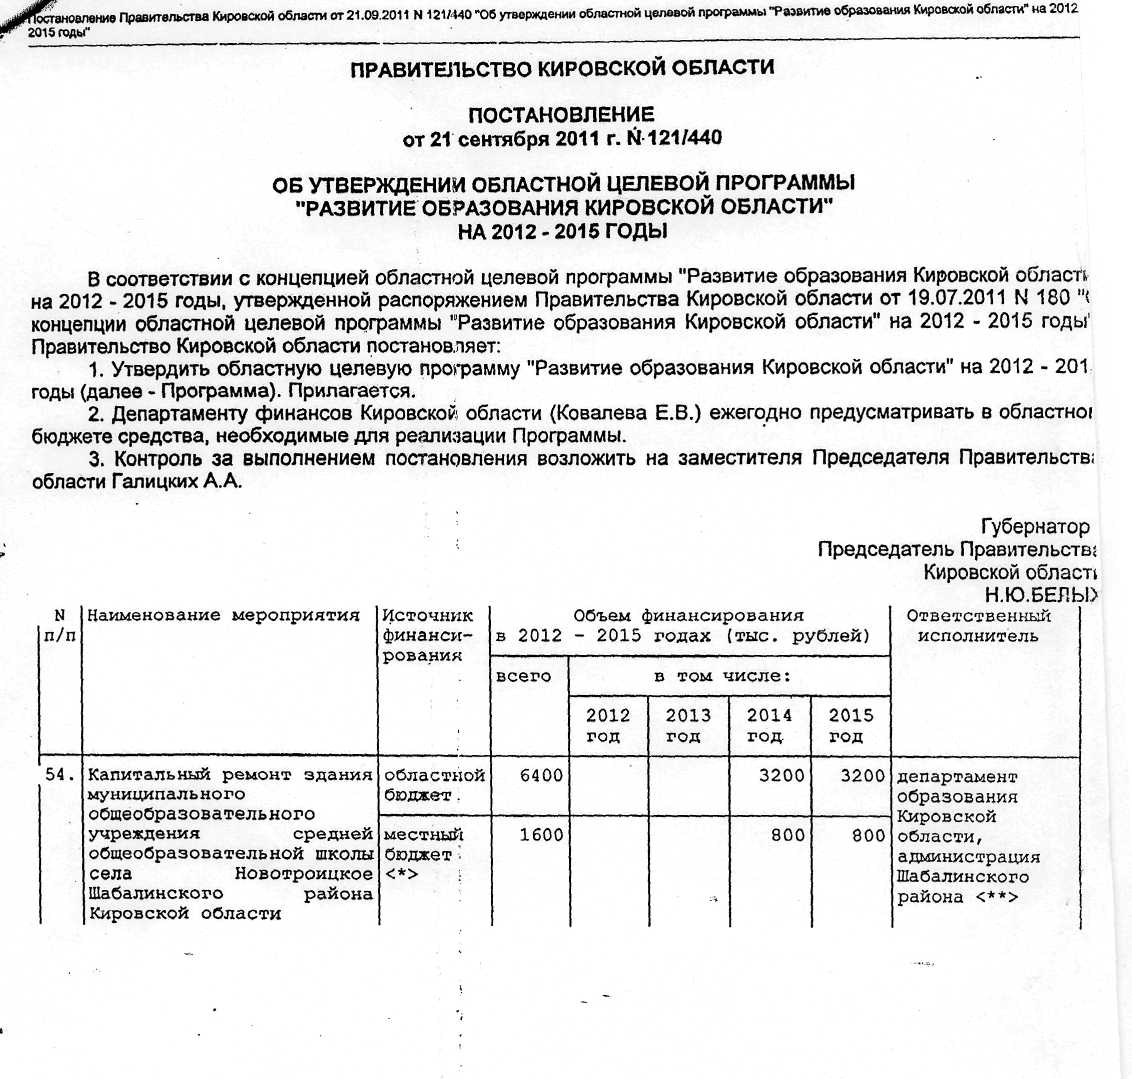 Постановление Правительства Кировской области от 21.09.2011 N 121/440 "Об утверждении областной целевой программы "Развитие образования Кировской области" на 2012
2015 годы"
ПРАВИТЕЛЬСТВО КИРОВСКОЙ ОБЛАСТИ
ПОСТАНОВЛЕНИЕ
от 21 сентября 2011 г. N 121/440
ОБ УТВЕРЖДЕНИИ ОБЛАСТНОЙ ЦЕЛЕВОЙ ПРОГРАММЫ
"РАЗВИТИЕ ОБРАЗОВАНИЯ КИРОВСКОЙ ОБЛАСТИ"
НА 2012 - 2015 ГОДЫ
В соответствии с концепцией областной целевой программы "Развитие образования Кировской област
на 2012 - 2015 годы, утвержденной распоряжением Правительства Кировской области от 19.07.2011 N 180 "
концепции областной целевой программы "Развитие образования Кировской области" на 2012 - 2015 годы"
Правительство Кировской области постановляет:
1. Утвердить областную целевую программу "Развитие образования Кировской области" на 2012 - 201
годы (далее - Программа). Прилагается.
2. Департаменту финансов Кировской области (Ковалева Е.В.) ежегодно предусматривать в областно
бюджете средства, необходимые для реализации Программы.
3. Контроль за выполнением постановления возложить на заместителя Председателя Правительств
области Галицких А.А.
Губернатор
Председатель Правительств
Кировской област
Н.Ю.БЕЛЫХ
N Наименование мероприятия Источник Объем финансирования Ответственный
п/п финанси- в 2012 - 2015 годах (тыс. рублей) исполнитель
рования
всего в том числе:
2012 2013 2014 2015
год год год год
54. Капитальный ремонт здания областной 6400 3200 3200 департамент
муниципального бюджет образования
общеобразовательного Кировской
учреждения средней местный 1600 800 800 области,
общеобразовательной школы бюджет администрация
села Новотроицкое <*> Шабалинского
Шабалинского района района <**>
Кировской области